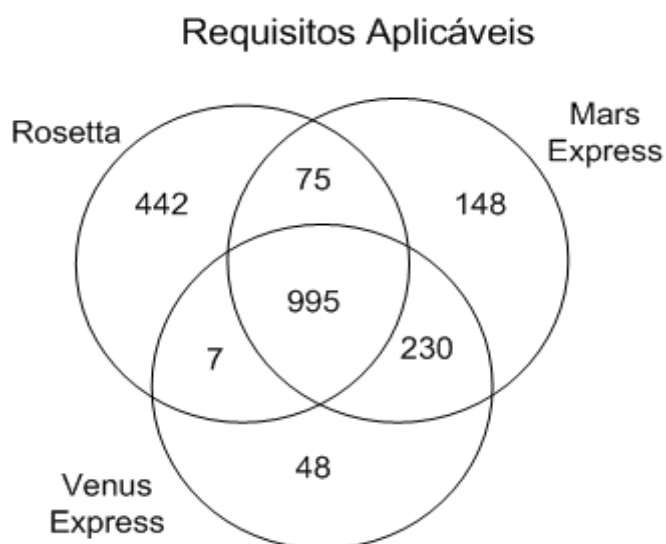 Requisitos Aplicáveis
Rosetta
Mars
Express
75
442
148
995
7
230
48
Venus
Express